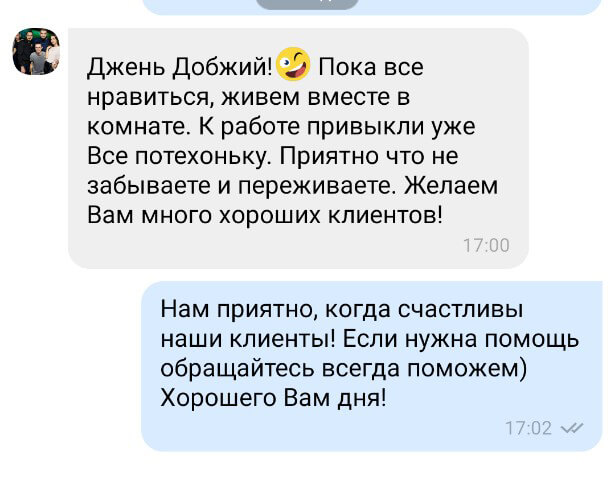 Джень Добжий!🤪 Пока все
нравиться, живем вместе в
комнате. К работе привыкли уже
Все потехоньку. Приятно что не
забываете и переживаете. Желаем
Вам много хороших клиентов!
17:00
Нам приятно, когда счастливы
наши клиенты! Если нужна помощь
обращайтесь всегда поможем)
Хорошего Вам дня!
17:02